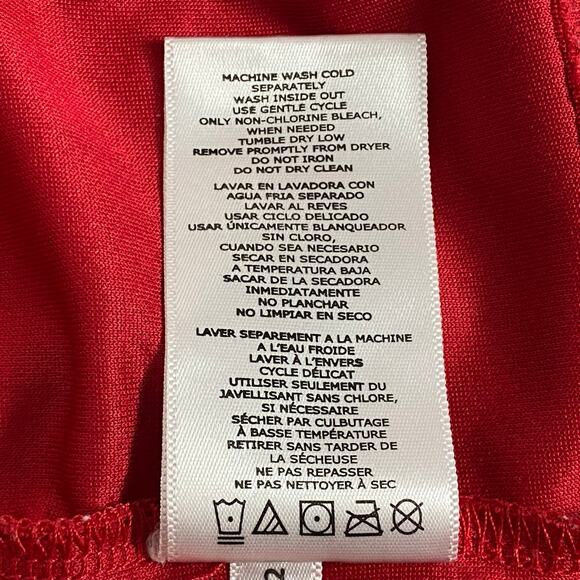 MACHINE WASH COLD
SEPARATELY
WASH INSIDE OUT
USE GENTLE CYCLE
ONLY NON-CHLORINE BLEACH,
WHEN NEEDED
TUMBLE DRY LOW
REMOVE PROMPTLY FROM DRYER
DO NOT IRON
DO NOT DRY CLEAN
LAVAR EN LAVADORA CON
AGUA FRIA SEPARADO
LAVAR AL REVES
USAR CICLO DELICADO
USAR ÚNICAMENTE BLANQUEADOR
SIN CLORO,
CUANDO SEA NECESARIO
SECAR EN SECADORA
A TEMPERATURA BAJA
SACAR DE LA SECADORA
INMEDIATAMENTE
NO PLANCHAR
NO LIMPIAR EN SECO
LAVER SEPAREMENT A LA MACHINE
A L'EAU FROIDE
LAVER À L'ENVERS
CYCLE DÉLICAT
UTILISER SEULEMENT DU
JAVELLISANT SANS CHLORE,
SI NÉCESSAIRE
SÉCHER PAR CULBUTAGE
À BASSE TEMPÉRATURE
RETIRER SANS TARDER DE
LA SÉCHEUSE
NE PAS REPASSER
NE PAS NETTOYER À SEC
2